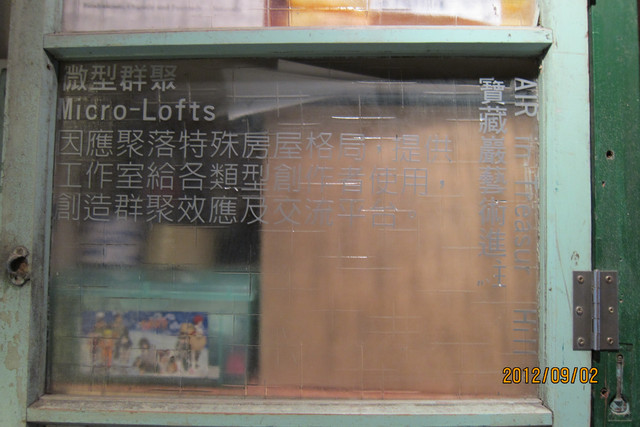 微型群聚
Micro-Lofts
因應聚落特殊房屋格局，提供
工作室給各類型創作者使用，
創造群聚效應及交流平台。
寶藏巖藝術進
AIR in
2012/09/02